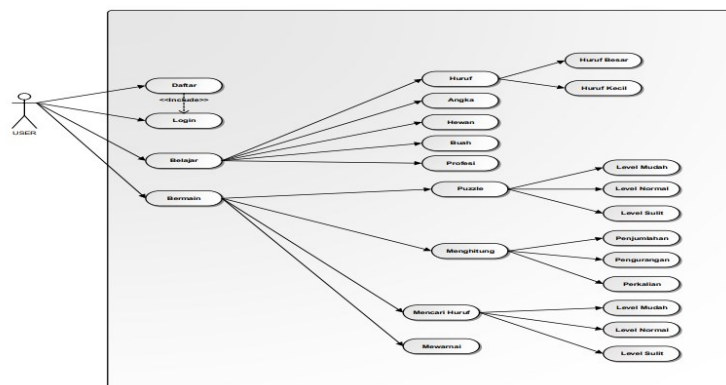 USER
Daftar
<<Include>>
Login
Belajar
Bermain
Huruf
Angka
Hewan
Buah
Profesi
Huruf Besar
Huruf Kecil
Puzzle
Level Mudah
Level Normal
Level Sulit
Menghitung
Penjumlahan
Pengurangan
Perkalian
Mencari Huruf
Level Mudah
Level Normal
Level Sulit
Mewarnai